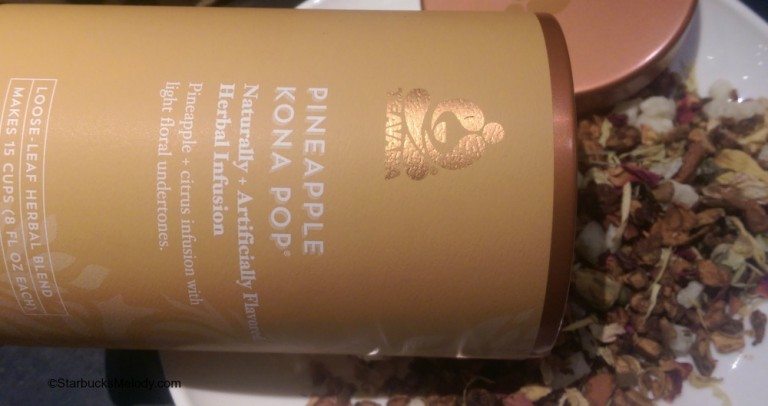 TEAVANA
PINEAPPLE
KONA POP®
Naturally + Artificially Flavored
Herbal Infusion
Pineapple + citrus infusion with
light floral undertones.
LOOSE-LEAF HERBAL BLEND
MAKES 15 CUPS (8 FL OZ EACH)
©StarbucksMelody.com